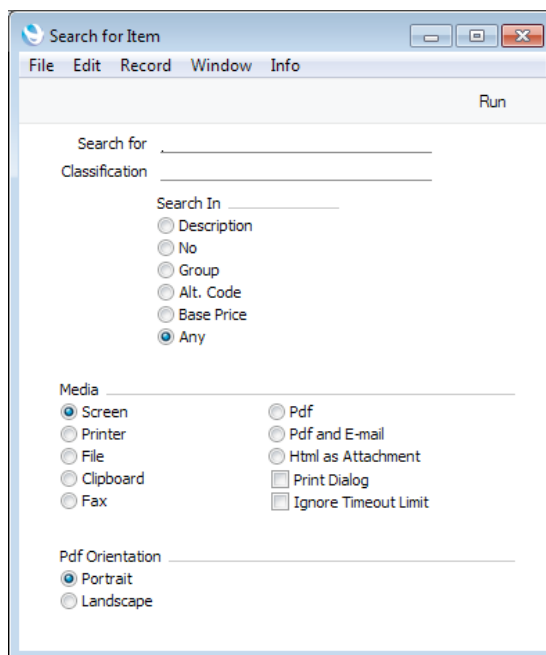 Search for Item
File Edit Record Window Info
Run
Search for
Classification
Search In
Description
No
Group
Alt. Code
Base Price
Any
Media
Screen Pdf
Printer Pdf and E-mail
File Html as Attachment
Clipboard Print Dialog
Fax Ignore Timeout Limit
Pdf Orientation
Portrait
Landscape